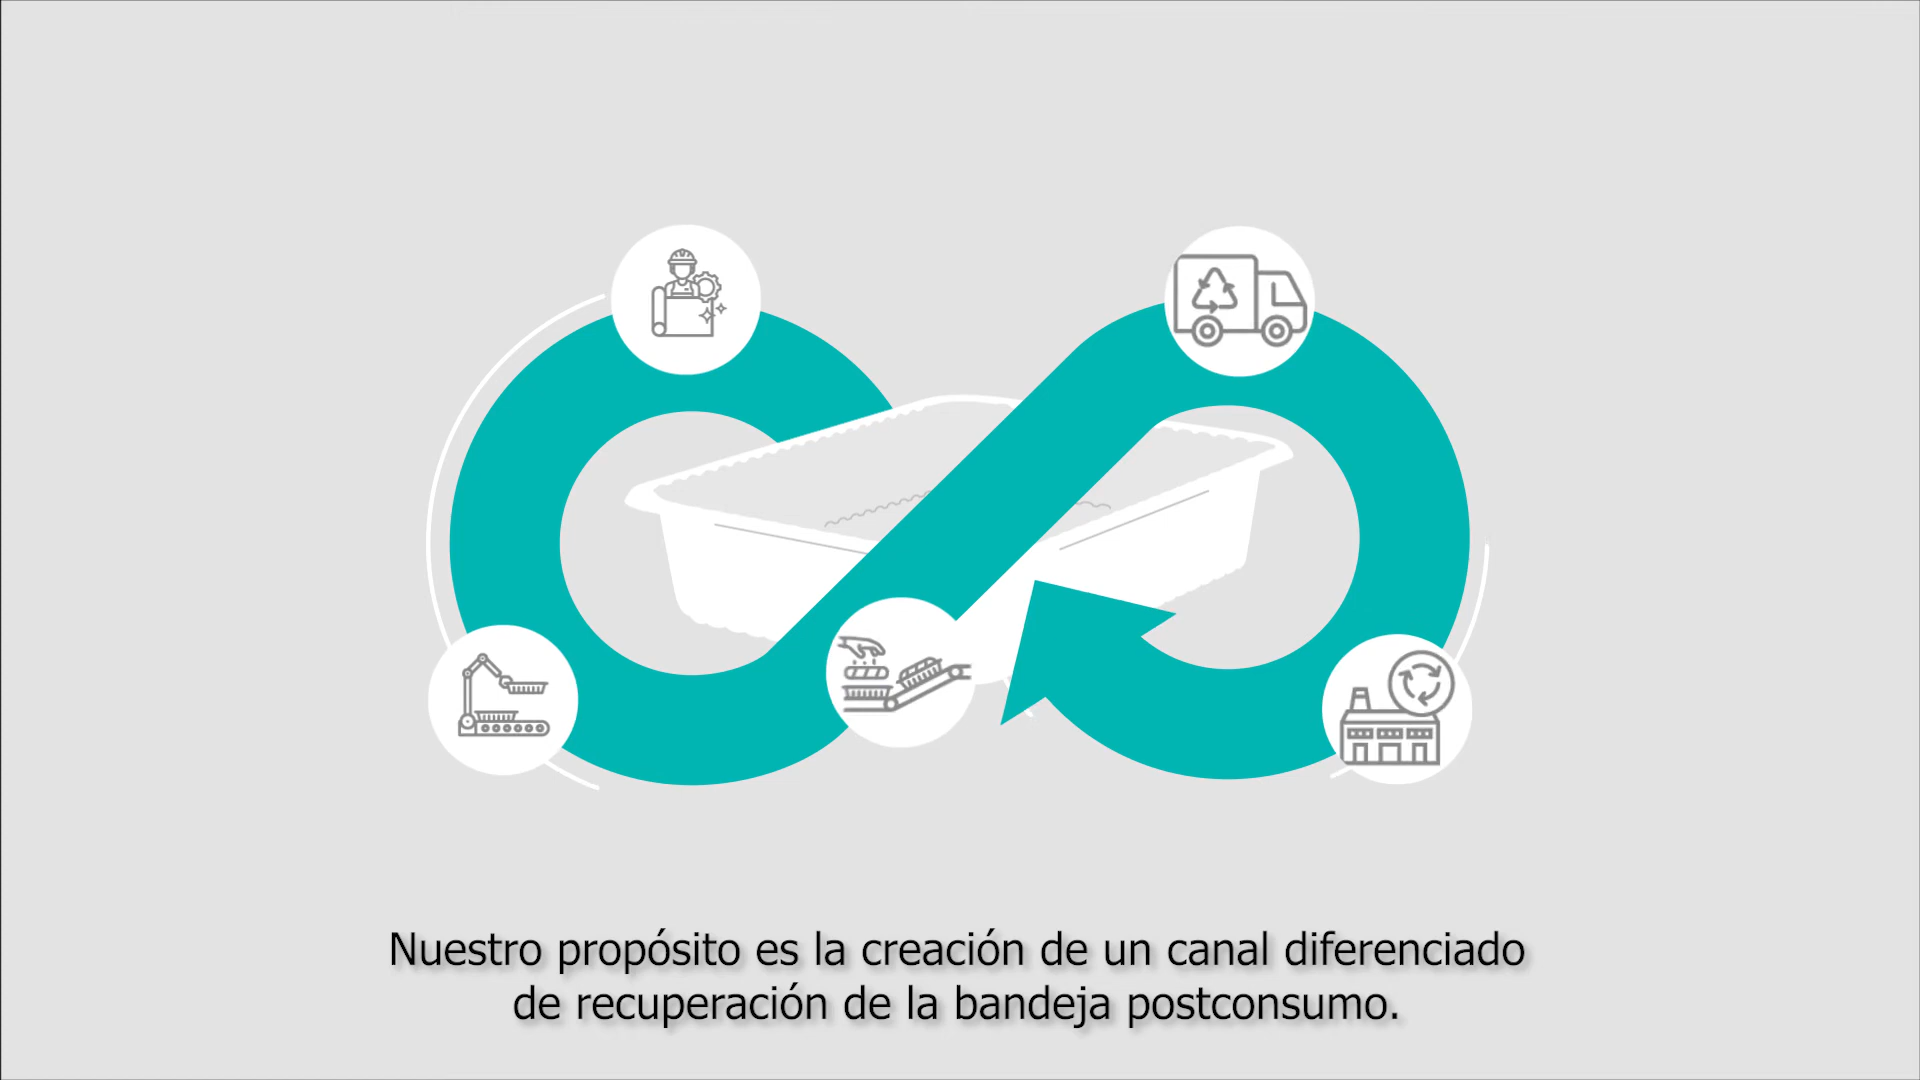 Nuestro propósito es la creación de un canal diferenciado
de recuperación de la bandeja postconsumo.